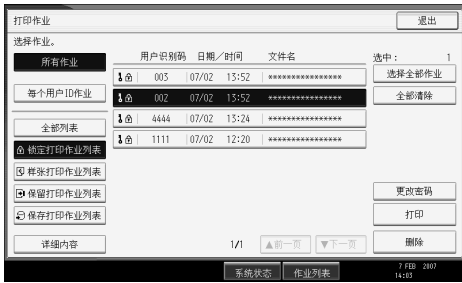 打印作业 退出
选择作业。
所有作业 用户识别码 日期/时间 文件名 选中: 1
003 07/02 13:52 **************** 选择全部作业
每个用户ID作业 002 07/02 13:52 **************** 全部清除
全部列表 4444 07/02 13:24 ****************
锁定打印作业列表 1111 07/02 12:20 ****************
样张打印作业列表
保留打印作业列表 更改密码
保存打印作业列表 打印
详细内容 1/1 ▲前一页 ▼下一页 删除
系统状态 作业列表 7 FEB 2007
14:03